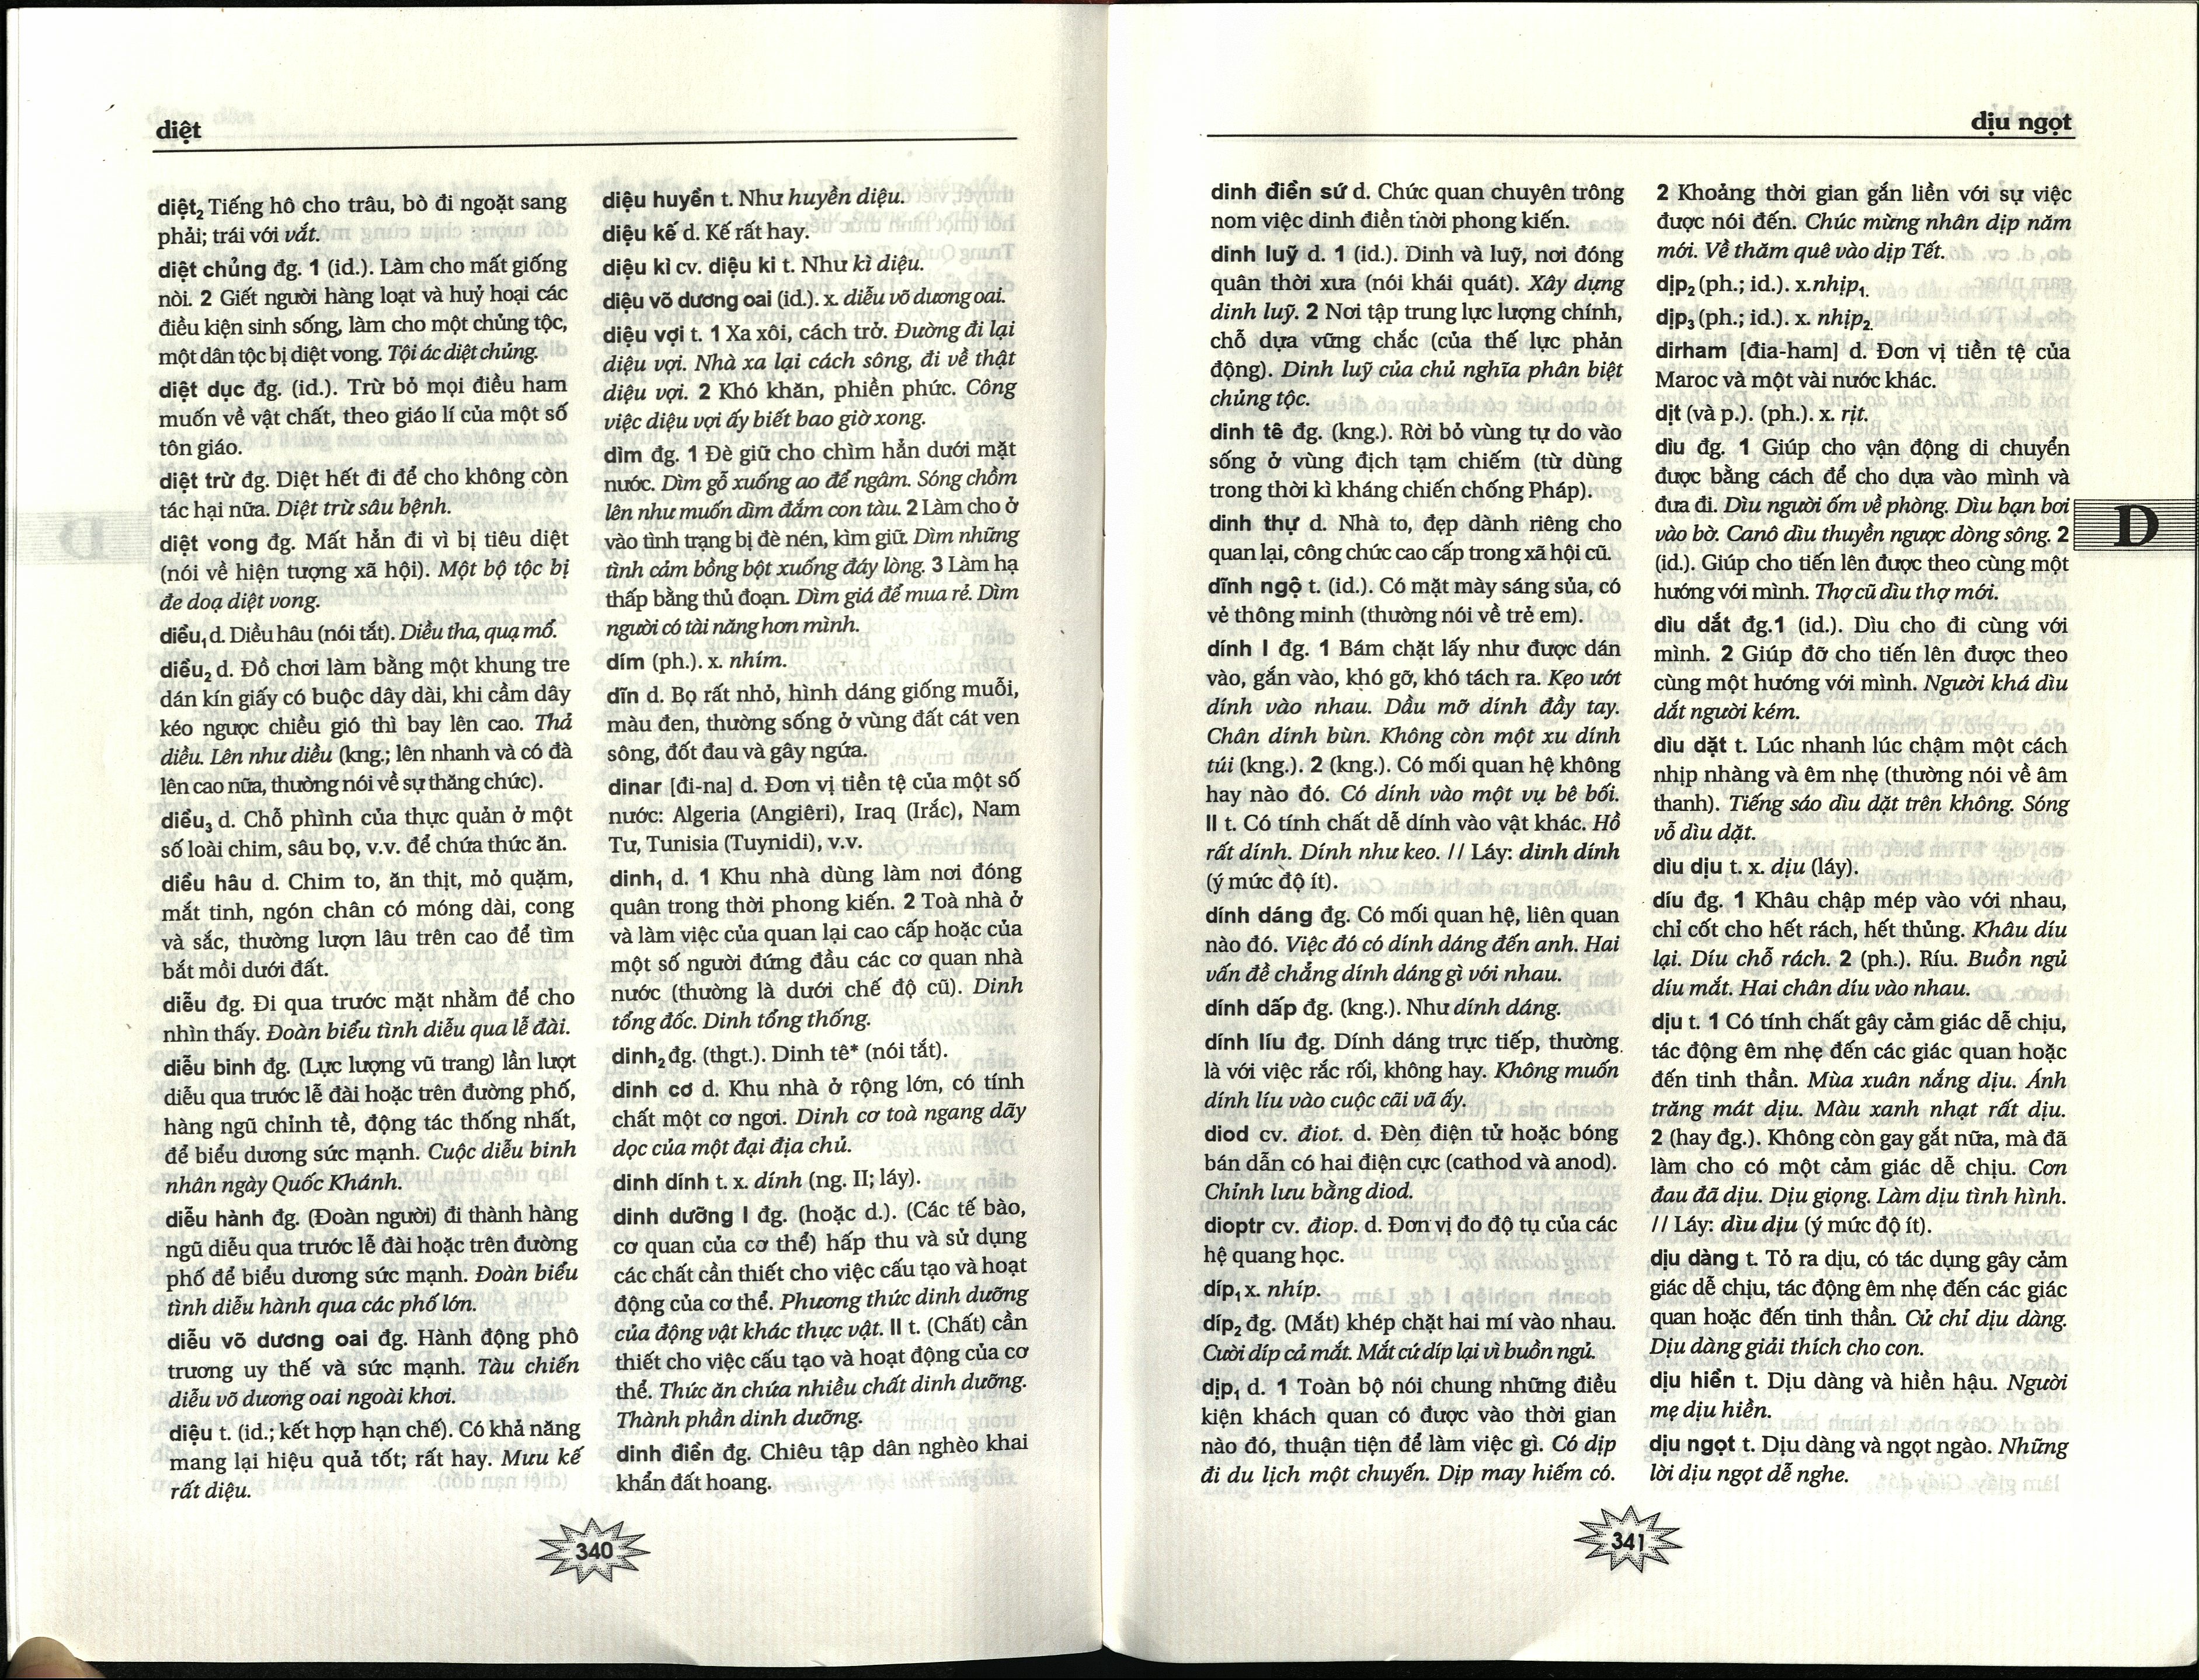 diệt
diệt₂ Tiếng hô cho trâu, bò đi ngoặt sang
phải; trái với vắt.
diệt chủng đg. 1 (id.). Làm cho mất giống
nòi. 2 Giết người hàng loạt và huỷ hoại các
điều kiện sinh sống, làm cho một chủng tộc,
một dân tộc bị diệt vong. Tội ác diệt chủng.
diệt dục đg. (id.). Trừ bỏ mọi điều ham
muốn về vật chất, theo giáo lí của một số
tôn giáo.
diệt trừ đg. Diệt hết đi để cho không còn
tác hại nữa. Diệt trừ sâu bệnh.
diệt vong đg. Mất hẳn đi vì bị tiêu diệt
(nói về hiện tượng xã hội). Một bộ tộc bị
đe doạ diệt vong.
diều₁ d. Diều hâu (nói tắt). Diều tha, quạ mổ.
diều₂ d. Đồ chơi làm bằng một khung tre
dán kín giấy có buộc dây dài, khi cầm dây
kéo ngược chiều gió thì bay lên cao. Thả
diều. Lên như diều (kng.; lên nhanh và có đà
lên cao nữa, thường nói về sự thăng chức).
diều₃ d. Chỗ phình của thực quản ở một
số loài chim, sâu bọ, v.v. để chứa thức ăn.
diều hâu d. Chim to, ăn thịt, mỏ quặm,
mắt tinh, ngón chân có móng dài, cong
và sắc, thường lượn lâu trên cao để tìm
bắt mồi dưới đất.
diễu đg. Đi qua trước mặt nhằm để cho
nhìn thấy. Đoàn biểu tình diễu qua lễ đài.
diễu binh đg. (Lực lượng vũ trang) lần lượt
diễu qua trước lễ đài hoặc trên đường phố,
hàng ngũ chỉnh tề, động tác thống nhất,
để biểu dương sức mạnh. Cuộc diễu binh
nhân ngày Quốc Khánh.
diễu hành đg. (Đoàn người) đi thành hàng
ngũ diễu qua trước lễ đài hoặc trên đường
phố để biểu dương sức mạnh. Đoàn biểu
tình diễu hành qua các phố lớn.
diễu võ dương oai đg. Hành động phô
trương uy thế và sức mạnh. Tàu chiến
diễu võ dương oai ngoài khơi.
diệu t. (id.; kết hợp hạn chế). Có khả năng
mang lại hiệu quả tốt; rất hay. Mưu kế
rất diệu.
diệu huyền t. Như huyền diệu.
diệu kế d. Kế rất hay.
diệu kì cv. diệu ki t. Như kì diệu.
diệu võ dương oai (id.). x. diễu võ dương oai.
diệu vợi t. 1 Xa xôi, cách trở. Đường đi lại
diệu vợi. Nhà xa lại cách sông, đi về thật
diệu vợi. 2 Khó khăn, phiền phức. Công
việc diệu vợi ấy biết bao giờ xong.
dìm đg. 1 Đè giữ cho chìm hẳn dưới mặt
nước. Dìm gỗ xuống ao để ngâm. Sóng chồm
lên như muốn dìm đắm con tàu. 2 Làm cho ở
vào tình trạng bị đè nén, kìm giữ. Dìm những
tình cảm bồng bột xuống đáy lòng. 3 Làm hạ
thấp bằng thủ đoạn. Dìm giá để mua rẻ. Dìm
người có tài năng hơn mình.
dím (ph.). x. nhím.
dĩn d. Bọ rất nhỏ, hình dáng giống muỗi,
màu đen, thường sống ở vùng đất cát ven
sông, đốt đau và gây ngứa.
dinar [đi-na] d. Đơn vị tiền tệ của một số
nước: Algeria (Angiêri), Iraq (Irắc), Nam
Tư, Tunisia (Tuynidi), v.v.
dinh₁ d. 1 Khu nhà dùng làm nơi đóng
quân trong thời phong kiến. 2 Toà nhà ở
và làm việc của quan lại cao cấp hoặc của
một số người đứng đầu các cơ quan nhà
nước (thường là dưới chế độ cũ). Dinh
tổng đốc. Dinh tổng thống.
dinh₂ đg. (thgt.). Dinh tê* (nói tắt).
dinh cơ d. Khu nhà ở rộng lớn, có tính
chất một cơ ngơi. Dinh cơ toà ngang dãy
dọc của một đại địa chủ.
dinh dính t. x. dính (ng. II; láy).
dinh dưỡng I đg. (hoặc d.). (Các tế bào,
cơ quan của cơ thể) hấp thu và sử dụng
các chất cần thiết cho việc cấu tạo và hoạt
động của cơ thể. Phương thức dinh dưỡng
của động vật khác thực vật. II t. (Chất) cần
thiết cho việc cấu tạo và hoạt động của cơ
thể. Thức ăn chứa nhiều chất dinh dưỡng.
Thành phần dinh dưỡng.
dinh điền đg. Chiêu tập dân nghèo khai
khẩn đất hoang.
340
dịu ngọt
dinh điền sứ d. Chức quan chuyên trông
nom việc dinh điền thời phong kiến.
dinh luỹ d. 1 (id.). Dinh và luỹ, nơi đóng
quân thời xưa (nói khái quát). Xây dựng
dinh luỹ. 2 Nơi tập trung lực lượng chính,
chỗ dựa vững chắc (của thế lực phản
động). Dinh luỹ của chủ nghĩa phân biệt
chủng tộc.
dinh tê đg. (kng.). Rời bỏ vùng tự do vào
sống ở vùng địch tạm chiếm (từ dùng
trong thời kì kháng chiến chống Pháp).
dinh thự d. Nhà to, đẹp dành riêng cho
quan lại, công chức cao cấp trong xã hội cũ.
dĩnh ngộ t. (id.). Có mặt mày sáng sủa, có
vẻ thông minh (thường nói về trẻ em).
dính I đg. 1 Bám chặt lấy như được dán
vào, gắn vào, khó gỡ, khó tách ra. Kẹo ướt
dính vào nhau. Dầu mỡ dính đầy tay.
Chân dính bùn. Không còn một xu dính
túi (kng.). 2 (kng.). Có mối quan hệ không
hay nào đó. Có dính vào một vụ bê bối.
II t. Có tính chất dễ dính vào vật khác. Hồ
rất dính. Dính như keo. // Láy: dinh dính
(ý mức độ ít).
dính dáng đg. Có mối quan hệ, liên quan
nào đó. Việc đó có dính dáng đến anh. Hai
vấn đề chẳng dính dáng gì với nhau.
dính dấp đg. (kng.). Như dính dáng.
dính líu đg. Dính dáng trực tiếp, thường
là với việc rắc rối, không hay. Không muốn
dính líu vào cuộc cãi vã ấy.
diod cv. điot. d. Đèn điện tử hoặc bóng
bán dẫn có hai điện cực (cathod và anod).
Chỉnh lưu bằng diod.
dioptr cv. điop. d. Đơn vị đo độ tụ của các
hệ quang học.
díp₁ x. nhíp.
díp₂ đg. (Mắt) khép chặt hai mí vào nhau.
Cười díp cả mắt. Mắt cứ díp lại vì buồn ngủ.
dịp₁ d. 1 Toàn bộ nói chung những điều
kiện khách quan có được vào thời gian
nào đó, thuận tiện để làm việc gì. Có dịp
đi du lịch một chuyến. Dịp may hiếm có.
2 Khoảng thời gian gắn liền với sự việc
được nói đến. Chúc mừng nhân dịp năm
mới. Về thăm quê vào dịp Tết.
dịp₂ (ph.; id.). x.nhịp₁.
dịp₃ (ph.; id.). x. nhịp₂.
dirham [đia-ham] d. Đơn vị tiền tệ của
Maroc và một vài nước khác.
dịt (và p.). (ph.). x. rịt.
dìu đg. 1 Giúp cho vận động di chuyển
được bằng cách để cho dựa vào mình và
đưa đi. Dìu người ốm về phòng. Dìu bạn bơi
vào bờ. Canô dìu thuyền ngược dòng sông. 2
(id.). Giúp cho tiến lên được theo cùng một
hướng với mình. Thợ cũ dìu thợ mới.
dìu dắt đg.1 (id.). Dìu cho đi cùng với
mình. 2 Giúp đỡ cho tiến lên được theo
cùng một hướng với mình. Người khá dìu
dắt người kém.
dìu dặt t. Lúc nhanh lúc chậm một cách
nhịp nhàng và êm nhẹ (thường nói về âm
thanh). Tiếng sáo dìu dặt trên không. Sóng
vỗ dìu dặt.
dìu dịu t. x. dịu (láy).
díu đg. 1 Khâu chập mép vào với nhau,
chỉ cốt cho hết rách, hết thủng. Khâu díu
lại. Díu chỗ rách. 2 (ph.). Ríu. Buồn ngủ
díu mắt. Hai chân díu vào nhau.
dịu t. 1 Có tính chất gây cảm giác dễ chịu,
tác động êm nhẹ đến các giác quan hoặc
đến tinh thần. Mùa xuân nắng dịu. Ánh
trăng mát dịu. Màu xanh nhạt rất dịu.
2 (hay đg.). Không còn gay gắt nữa, mà đã
làm cho có một cảm giác dễ chịu. Cơn
đau đã dịu. Dịu giọng. Làm dịu tình hình.
// Láy: dìu dịu (ý mức độ ít).
dịu dàng t. Tỏ ra dịu, có tác dụng gây cảm
giác dễ chịu, tác động êm nhẹ đến các giác
quan hoặc đến tinh thần. Cử chỉ dịu dàng.
Dịu dàng giải thích cho con.
dịu hiền t. Dịu dàng và hiền hậu. Người
mẹ dịu hiền.
dịu ngọt t. Dịu dàng và ngọt ngào. Những
lời dịu ngọt dễ nghe.
D
341